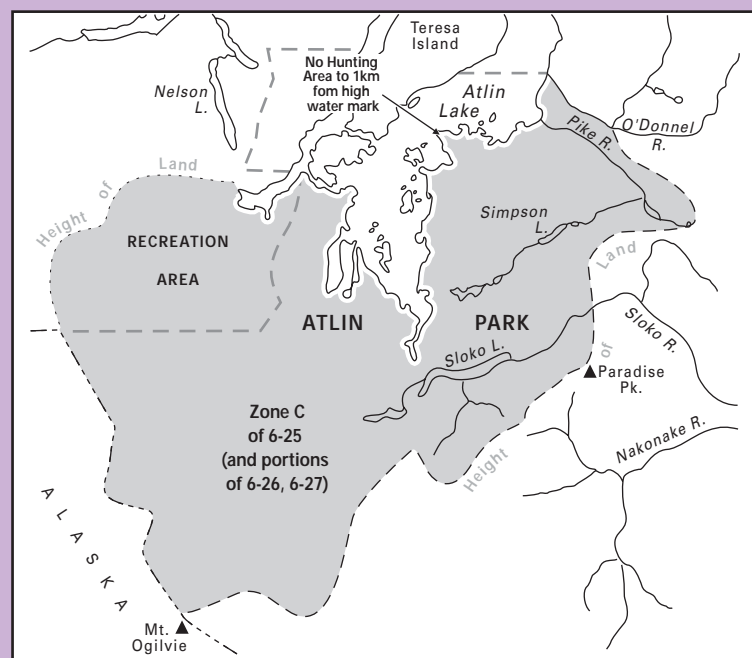 Teresa
Island
No Hunting
Area to 1km
fom high
water mark
Nelson
L.
Atlin
Lake
O'Donnel
R.
Pike R.
Height of Land
RECREATION
AREA
Simpson
L.
Land
of
Height
ATLIN PARK
Sloko R.
Sloko L.
Paradise
Pk.
Zone C
of 6-25
(and portions
of 6-26, 6-27)
Nakonake R.
ALASKA
Mt.
Ogilvie